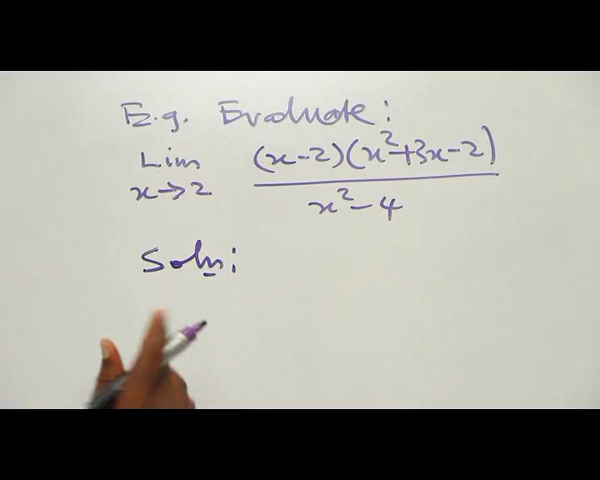 E.g. Evaluate:
Lim x→2 (x-2)(x²+3x-2) / x²-4
Soln: